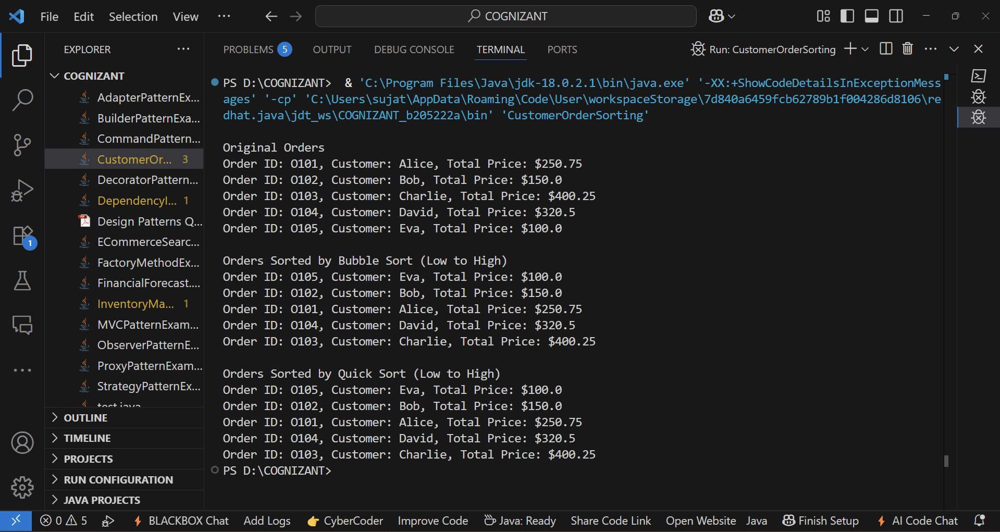 File Edit Selection View ··· COGNIZANT
EXPLORER ···
COGNIZANT
AdapterPatternEx...
BuilderPatternExa...
CommandPattern...
CustomerOr... 3
DecoratorPattern...
DependencyI... 1
Design Patterns Q...
ECommerceSearc...
FactoryMethodEx...
FinancialForecast....
InventoryMa... 1
MVCPatternExam...
ObserverPatternE...
ProxyPatternExam...
StrategyPatternEx...
test.java
OUTLINE
TIMELINE
PROJECTS
RUN CONFIGURATION
JAVA PROJECTS
1
PROBLEMS 5 OUTPUT DEBUG CONSOLE TERMINAL PORTS Run: CustomerOrderSorting
PS D:\COGNIZANT>  & 'C:\Program Files\Java\jdk-18.0.2.1\bin\java.exe' '-XX:+ShowCodeDetailsInExceptionMess
ages' '-cp' 'C:\Users\sujat\AppData\Roaming\Code\User\workspaceStorage\7d840a6459fcb62789b1f004286d8106\re
dhat.java\jdt_ws\COGNIZANT_b205222a\bin' 'CustomerOrderSorting'
Original Orders
Order ID: O101, Customer: Alice, Total Price: $250.75
Order ID: O102, Customer: Bob, Total Price: $150.0
Order ID: O103, Customer: Charlie, Total Price: $400.25
Order ID: O104, Customer: David, Total Price: $320.5
Order ID: O105, Customer: Eva, Total Price: $100.0
Orders Sorted by Bubble Sort (Low to High)
Order ID: O105, Customer: Eva, Total Price: $100.0
Order ID: O102, Customer: Bob, Total Price: $150.0
Order ID: O101, Customer: Alice, Total Price: $250.75
Order ID: O104, Customer: David, Total Price: $320.5
Order ID: O103, Customer: Charlie, Total Price: $400.25
Orders Sorted by Quick Sort (Low to High)
Order ID: O105, Customer: Eva, Total Price: $100.0
Order ID: O102, Customer: Bob, Total Price: $150.0
Order ID: O101, Customer: Alice, Total Price: $250.75
Order ID: O104, Customer: David, Total Price: $320.5
Order ID: O103, Customer: Charlie, Total Price: $400.25
PS D:\COGNIZANT>
0 5 BLACKBOX Chat Add Logs CyberCoder Improve Code Java: Ready Share Code Link Open Website Java Finish Setup AI Code Chat